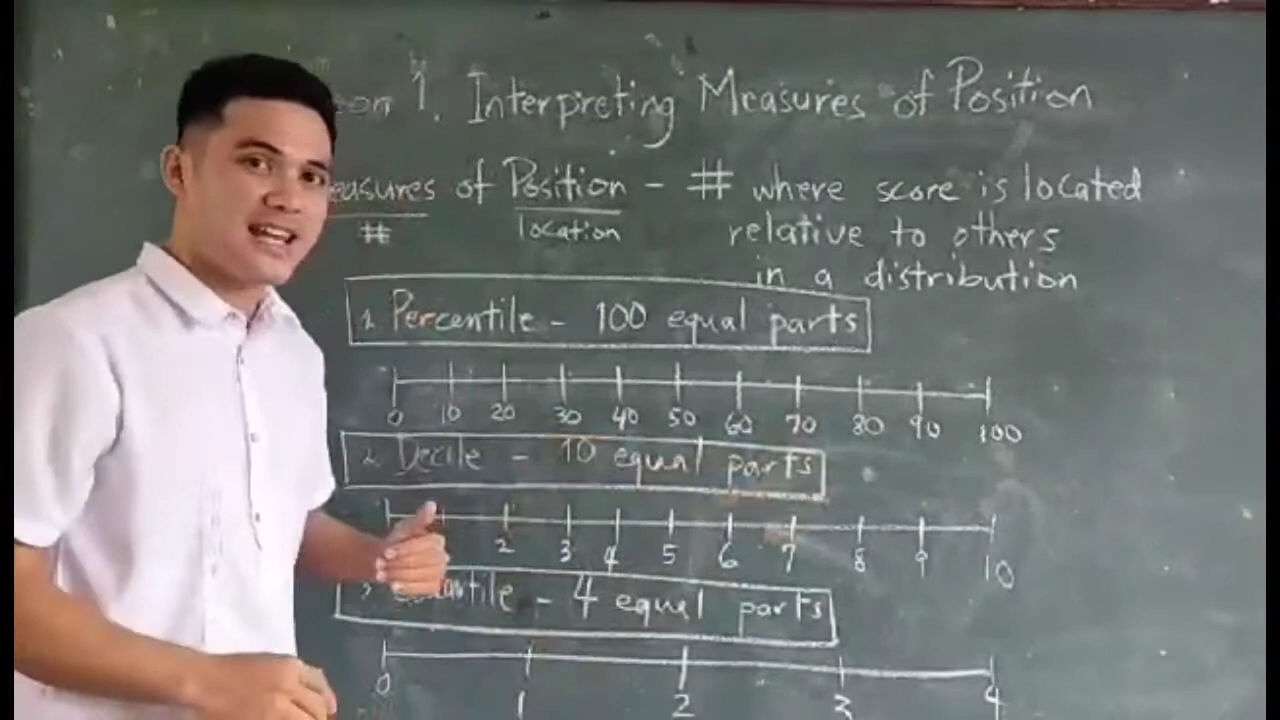 1. Interpreting Measures of Position
easures of Position - # where score is located
# location relative to others
in a distribution
1. Percentile - 100 equal parts
0 10 20 30 40 50 60 70 80 90 100
2. Decile - 10 equal parts
2 3 4 5 6 7 8 9 10
tile - 4 equal parts
0 1 2 3 4